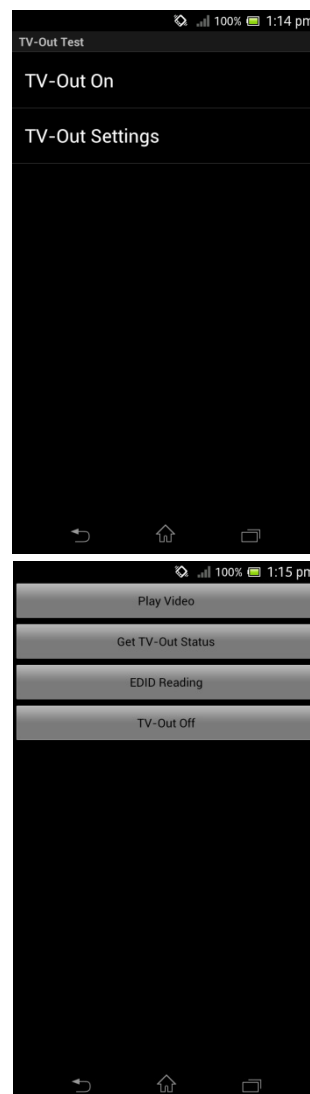 100% 1:14 pm
TV-Out Test
TV-Out On
TV-Out Settings
100% 1:15 pm
Play Video
Get TV-Out Status
EDID Reading
TV-Out Off